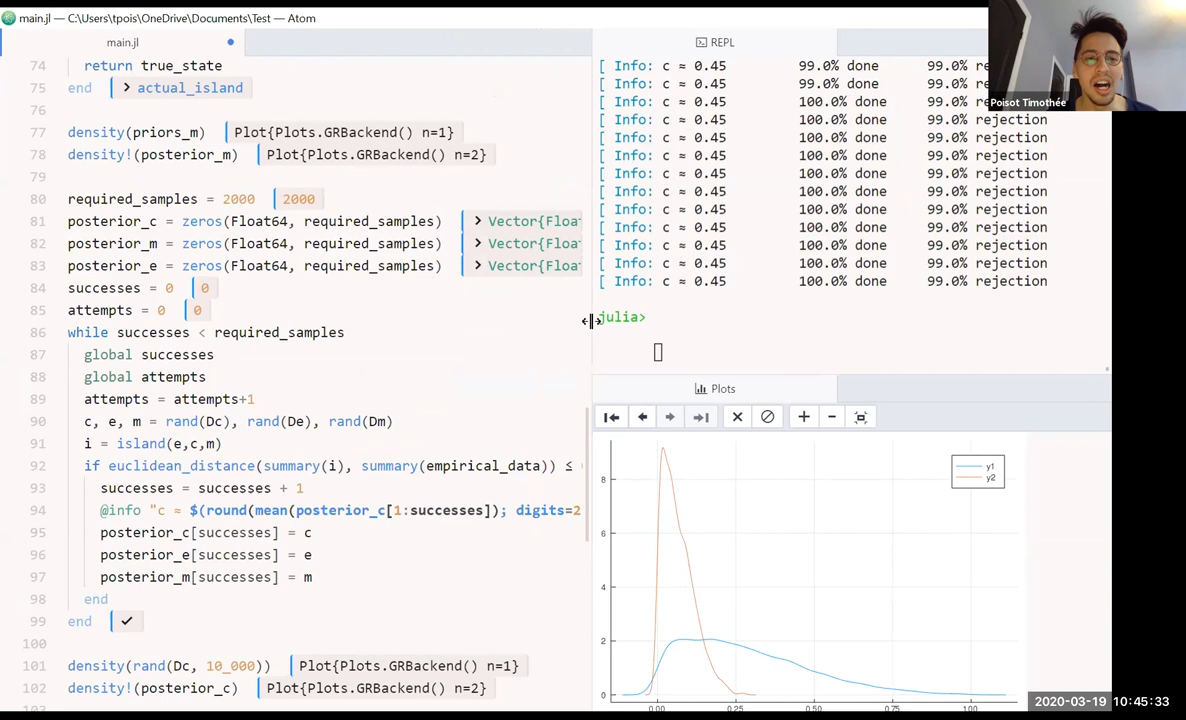 main.jl — C:\Users\tpois\OneDrive\Documents\Test — Atom
main.jl
74 return true_state
75 end > actual_island
76
77 density(priors_m) Plot{Plots.GRBackend() n=1}
78 density!(posterior_m) Plot{Plots.GRBackend() n=2}
79
80 required_samples = 2000 2000
81 posterior_c = zeros(Float64, required_samples) > Vector{Floa
82 posterior_m = zeros(Float64, required_samples) > Vector{Floa
83 posterior_e = zeros(Float64, required_samples) > Vector{Floa
84 successes = 0 0
85 attempts = 0 0
86 while successes < required_samples
87 global successes
88 global attempts
89 attempts = attempts+1
90 c, e, m = rand(Dc), rand(De), rand(Dm)
91 i = island(e,c,m)
92 if euclidean_distance(summary(i), summary(empirical_data)) ≤
93 successes = successes + 1
94 @info "c ≈ $(round(mean(posterior_c[1:successes]); digits=2
95 posterior_c[successes] = c
96 posterior_e[successes] = e
97 posterior_m[successes] = m
98 end
99 end ✓
100
101 density(rand(Dc, 10_000)) Plot{Plots.GRBackend() n=1}
102 density!(posterior_c) Plot{Plots.GRBackend() n=2}
REPL
[ Info: c ≈ 0.45 99.0% done 99.0% re
[ Info: c ≈ 0.45 99.0% done 99.0% re
[ Info: c ≈ 0.45 100.0% done 99.0% re
[ Info: c ≈ 0.45 100.0% done 99.0% rejection
[ Info: c ≈ 0.45 100.0% done 99.0% rejection
[ Info: c ≈ 0.45 100.0% done 99.0% rejection
[ Info: c ≈ 0.45 100.0% done 99.0% rejection
[ Info: c ≈ 0.45 100.0% done 99.0% rejection
[ Info: c ≈ 0.45 100.0% done 99.0% rejection
[ Info: c ≈ 0.45 100.0% done 99.0% rejection
[ Info: c ≈ 0.45 100.0% done 99.0% rejection
[ Info: c ≈ 0.45 100.0% done 99.0% rejection
[ Info: c ≈ 0.45 100.0% done 99.0% rejection
julia>
Poisot Timothée
Plots
y1
y2
8
6
4
2
0
0.00 0.25 0.50 0.75 1.00
2020-03-19 10:45:33